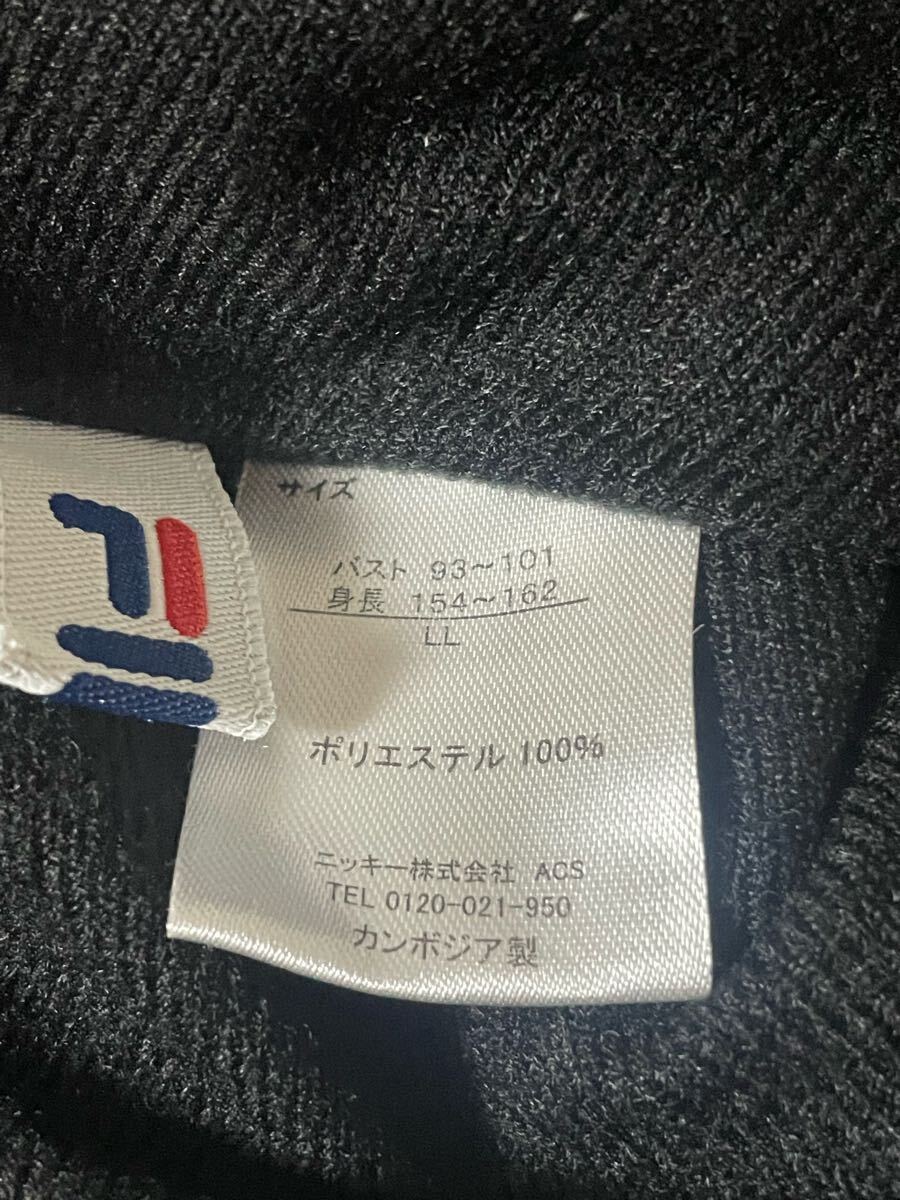 サイズ
バスト 93～101
身長 154～162
LL
ポリエステル 100%
ニッキー株式会社 ACS
TEL 0120-021-950
カンボジア製